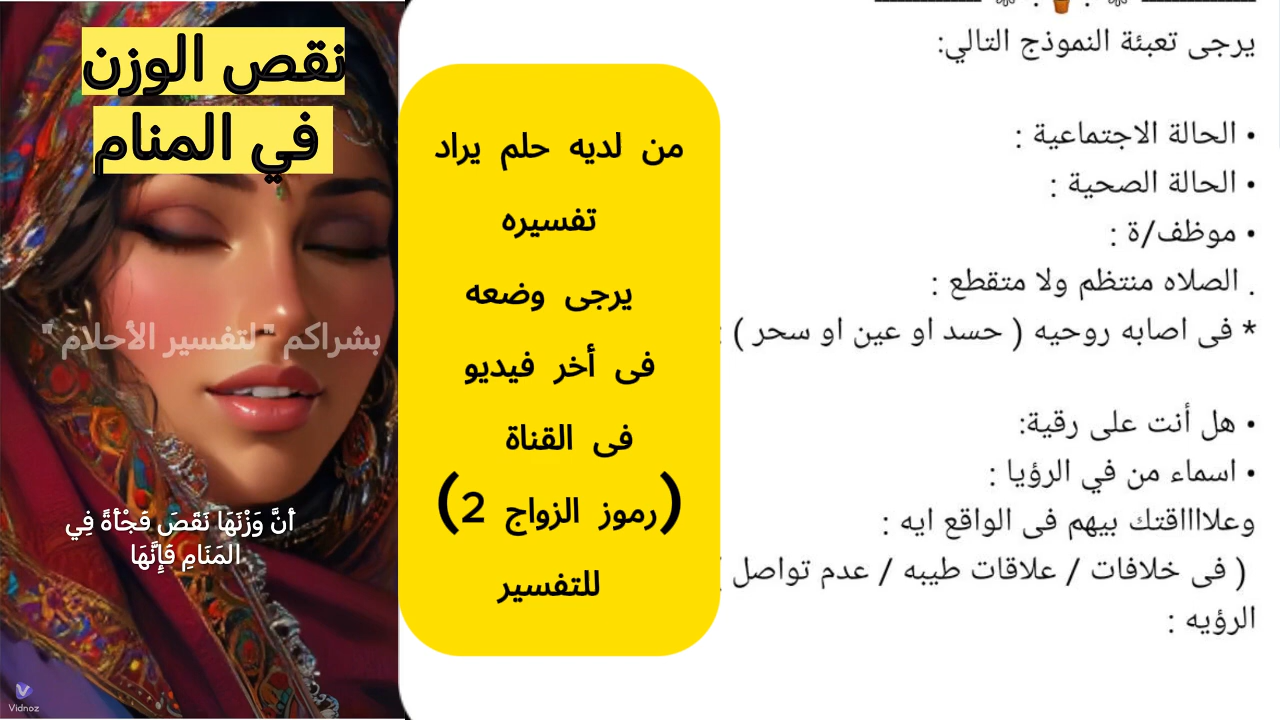 نقص الوزن
في المنام
بشراكم "لتفسير الأحلام "
أَنَّ وَزْنَهَا نَقَصَ فَجْأَةً فِي
المَنَامِ فَإِنَّهَا
Vidnoz
من لديه حلم يراد
تفسيره
يرجى وضعه
فى أخر فيديو
فى القناة
(رموز الزواج 2)
للتفسير
يرجى تعبئة النموذج التالي:
• الحالة الاجتماعية :
• الحالة الصحية :
• موظف/ة :
. الصلاه منتظم ولا متقطع :
* فى اصابه روحيه ( حسد او عين او سحر ) :
• هل أنت على رقية:
• اسماء من في الرؤيا :
وعلااااقتك بيهم فى الواقع ايه :
( فى خلافات / علاقات طيبه / عدم تواصل )
الرؤيه :